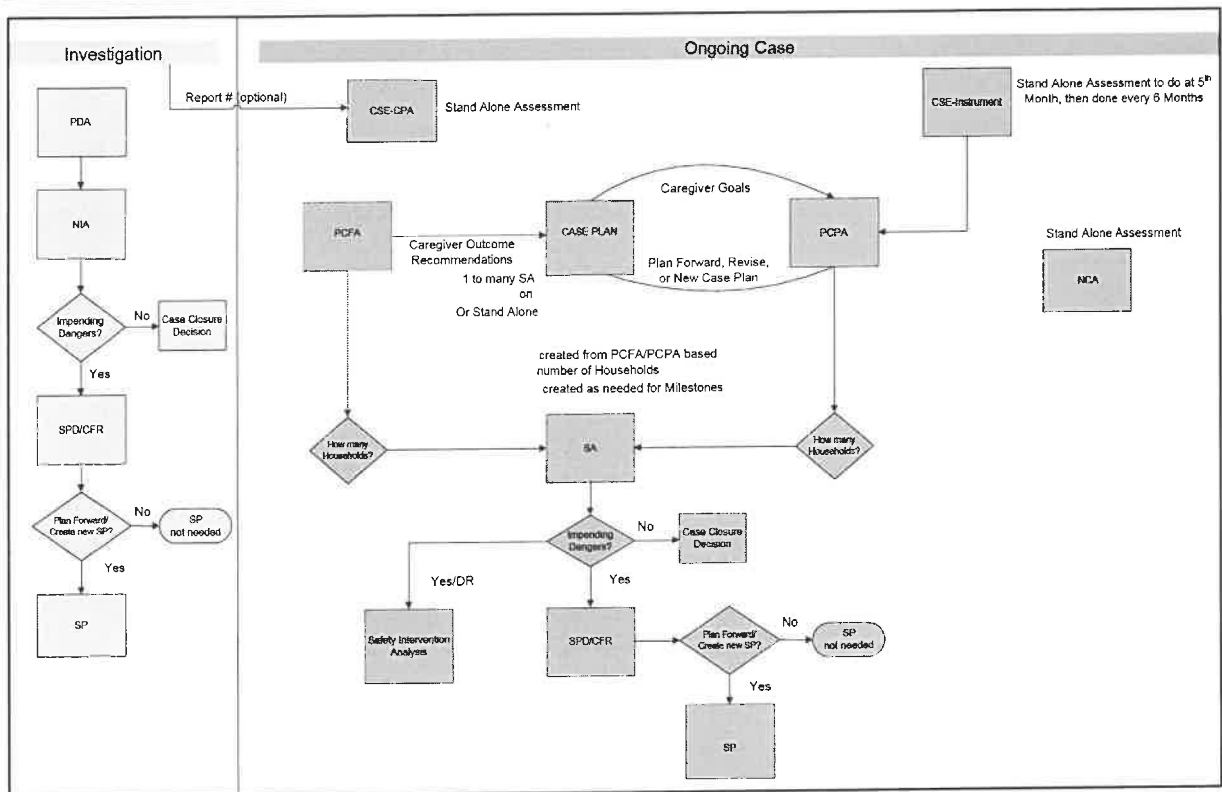 Investigation
Ongoing Case
Report # (optional)
CSE-CPA
Stand Alone Assessment
CSE-Instrument
Stand Alone Assessment to do at 5th
Month, then done every 6 Months
PDA
NIA
Impending
Dangers?
No
Case Closure
Decision
Yes
SPD/CFR
Plan Forward/
Create new SP?
No
SP
not needed
Yes
SP
PCFA
Caregiver Outcome
Recommendations
1 to many SA
on
Or Stand Alone
CASE PLAN
Caregiver Goals
Plan Forward, Revise,
or New Case Plan
PCPA
Stand Alone Assessment
NCA
created from PCFA/PCPA based
number of Households
created as needed for Milestones
How many
Households?
SA
How many
Households?
Impending
Dangers?
No
Case Closure
Decision
Yes/DR
Yes
Safety Intervention
Analysis
SPD/CFR
Plan Forward/
Create new SP?
No
SP
not needed
Yes
SP